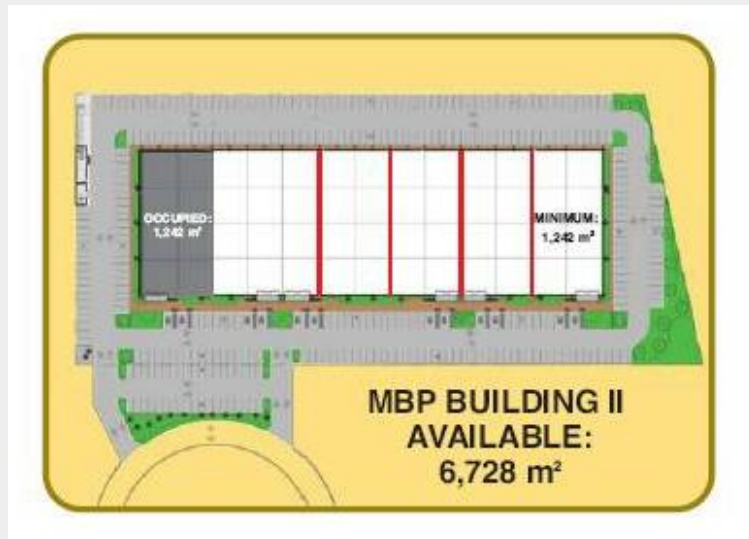 OCCUPIED:
1,242 m²
MINIMUM:
1,242 m²
MBP BUILDING II
AVAILABLE:
6,728 m²